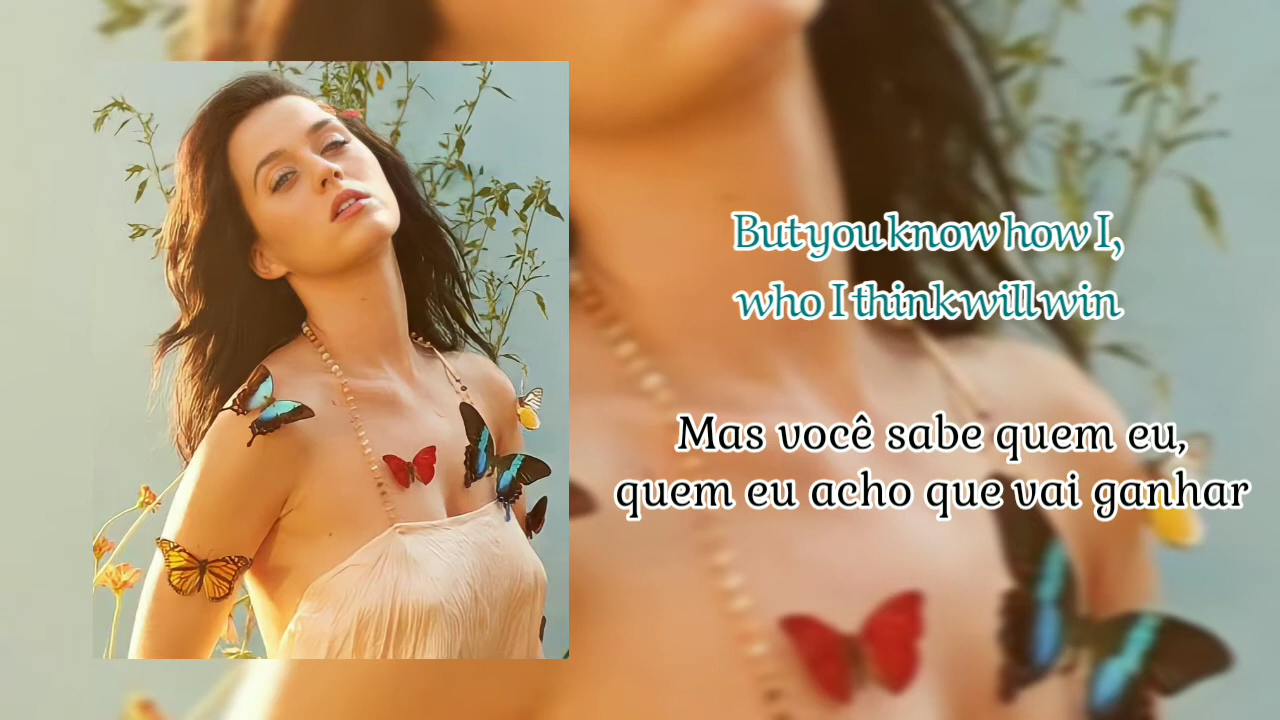 But you know how I,
who I think will win
Mas você sabe quem eu,
quem eu acho que vai ganhar